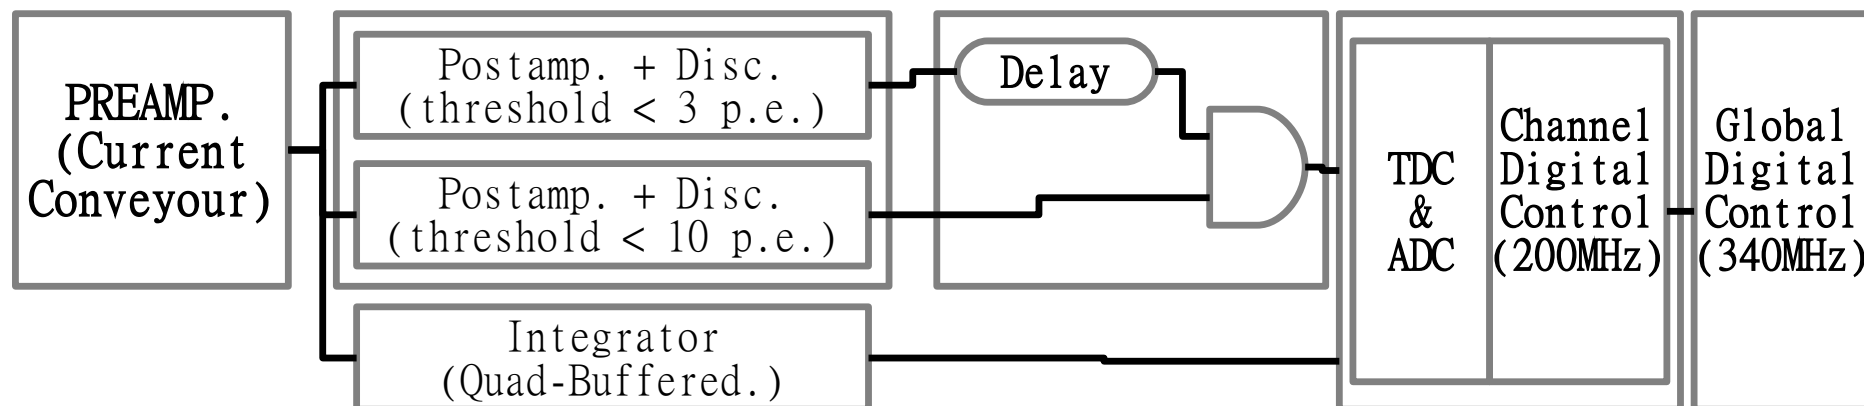 PREAMP.
(Current
Conveyour)
Postamp. + Disc.
(threshold < 3 p.e.)
Postamp. + Disc.
(threshold < 10 p.e.)
Integrator
(Quad-Buffered.)
Delay
TDC
&
ADC
Channel
Digital
Control
(200MHz)
Global
Digital
Control
(340MHz)